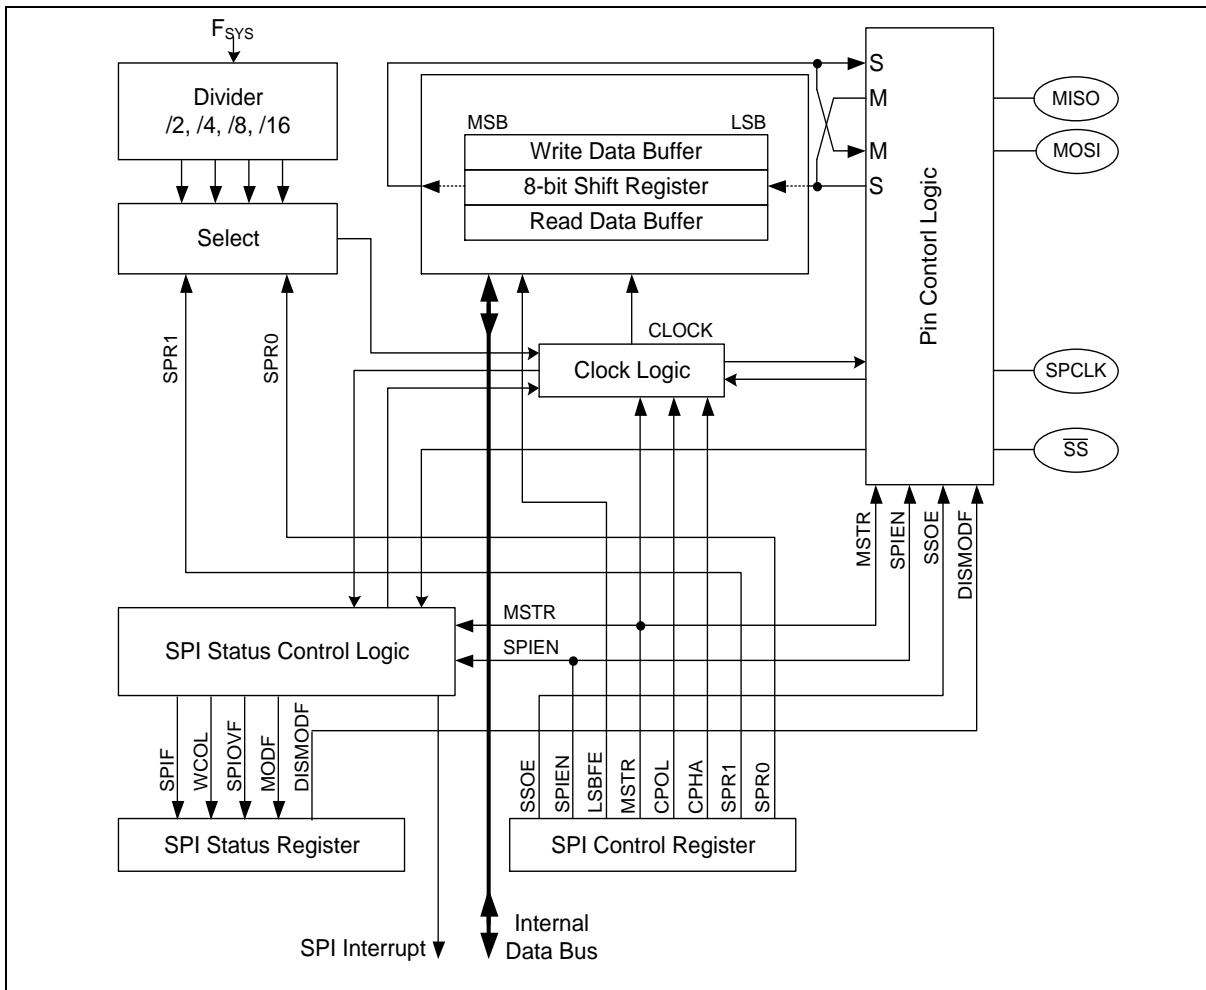 FSYS
Divider
/2, /4, /8, /16
Select
MSB LSB
Write Data Buffer
8-bit Shift Register
Read Data Buffer
S
M
M
S
Pin Contorl Logic
MISO
MOSI
SPCLK
SS
SPR1
SPR0
CLOCK
Clock Logic
MSTR
SPIEN
SSOE
DISMODF
SPI Status Control Logic
MSTR
SPIEN
SPIF
WCOL
SPIOVF
MODF
DISMODF
SSOE
SPIEN
LSBFE
MSTR
CPOL
CPHA
SPR1
SPR0
SPI Status Register
SPI Control Register
SPI Interrupt
Internal
Data Bus